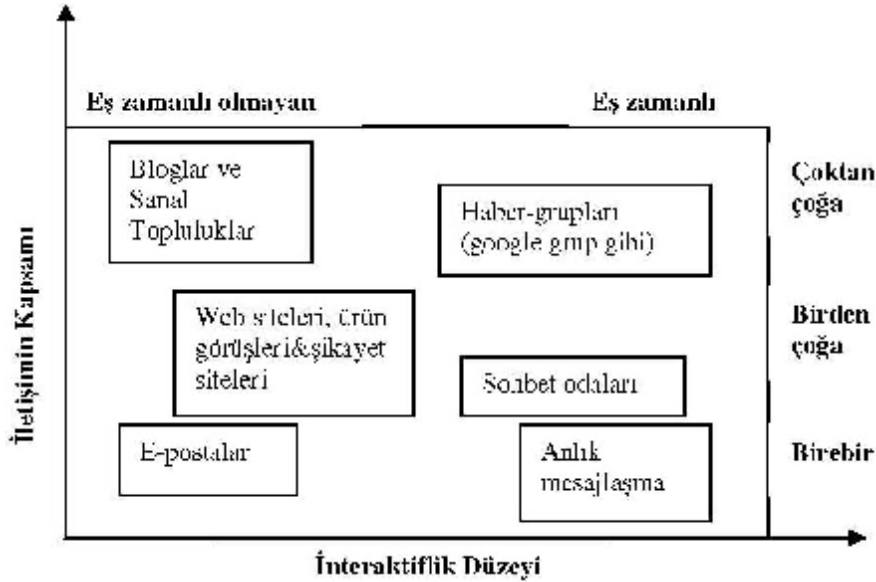 Eş zamanlı olmayan
Eş zamanlı
Bloglar ve
Sanal
Topluluklar
Haber-grupları
(google grup gibi)
Çoktan
çoğa
Web siteleri, ürün
görüşleri&şikayet
siteleri
Sohbet odaları
Birden
çoğa
E-postalar
Anlık
mesajlaşma
Birebir
İletişimin Kapsamı
İnteraktiflik Düzeyi